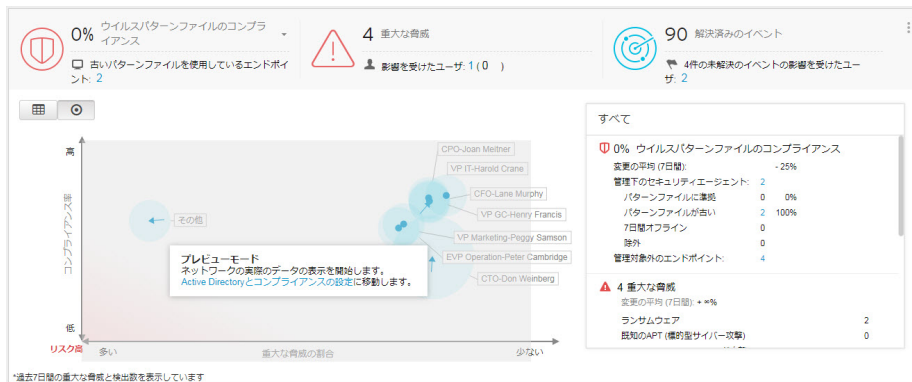 0% ウイルスパターンファイルのコンプラ
イアンス
古いパターンファイルを使用しているエンドポイ
ント: 2
4 重大な脅威
影響を受けたユーザ: 1 ( 0 )
90 解決済みのイベント
4件の未解決のイベントの影響を受けたユー
ザ: 2
高
コンプライアンス率
低
リスク高
多い
重大な脅威の割合
少ない
その他
CPO-Joan Meitner
VP IT-Harold Crane
CFO-Lane Murphy
VP GC-Henry Francis
VP Marketing-Peggy Samson
EVP Operation-Peter Cambridge
CTO-Don Weinberg
プレビューモード
ネットワークの実際のデータの表示を開始します。
Active Directoryとコンプライアンスの設定に移動します。
すべて
0% ウイルスパターンファイルのコンプライアンス
変更の平均 (7日間): - 25%
管理下のセキュリティエージェント: 2
パターンファイルに準拠 0 0%
パターンファイルが古い 2 100%
7日間オフライン 0
除外 0
管理対象外のエンドポイント: 4
4 重大な脅威
変更の平均 (7日間): + ∞%
ランサムウェア 2
既知のAPT (標的型サイバー攻撃) 0
*過去7日間の重大な脅威と検出数を表示しています